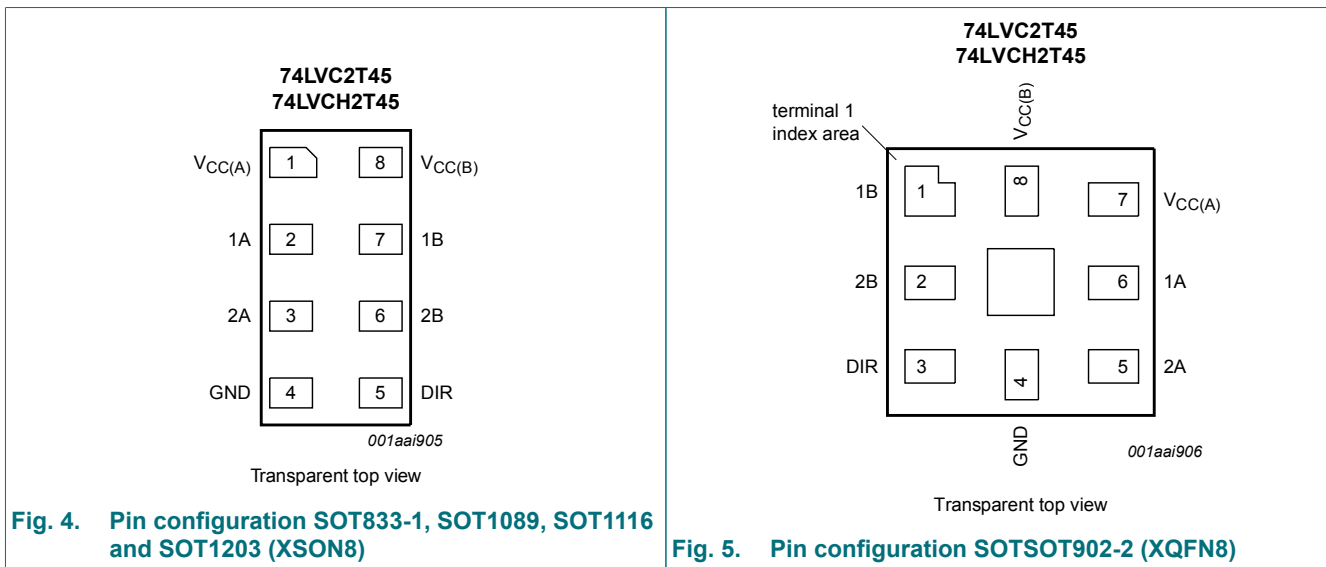 74LVC2T45
74LVCH2T45
VCC(A) 1 8 VCC(B)
1A 2 7 1B
2A 3 6 2B
GND 4 5 DIR
001aai905
Transparent top view
Fig. 4. Pin configuration SOT833-1, SOT1089, SOT1116
and SOT1203 (XSON8)
74LVC2T45
74LVCH2T45
terminal 1
index area
VCC(B)
1B 1 8 7 VCC(A)
2B 2 6 1A
DIR 3 4 5 2A
GND
001aai906
Transparent top view
Fig. 5. Pin configuration SOTSOT902-2 (XQFN8)